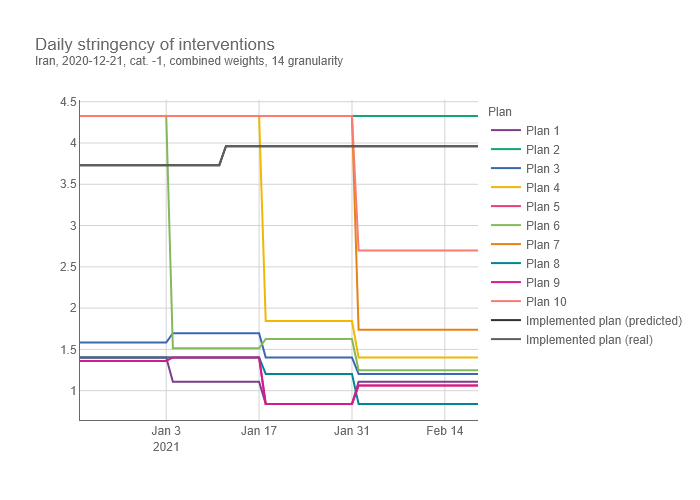 Daily stringency of interventions
Iran, 2020-12-21, cat. -1, combined weights, 14 granularity
4.5
4
3.5
3
2.5
2
1.5
1
Jan 3
2021
Jan 17
Jan 31
Feb 14
Plan
Plan 1
Plan 2
Plan 3
Plan 4
Plan 5
Plan 6
Plan 7
Plan 8
Plan 9
Plan 10
Implemented plan (predicted)
Implemented plan (real)